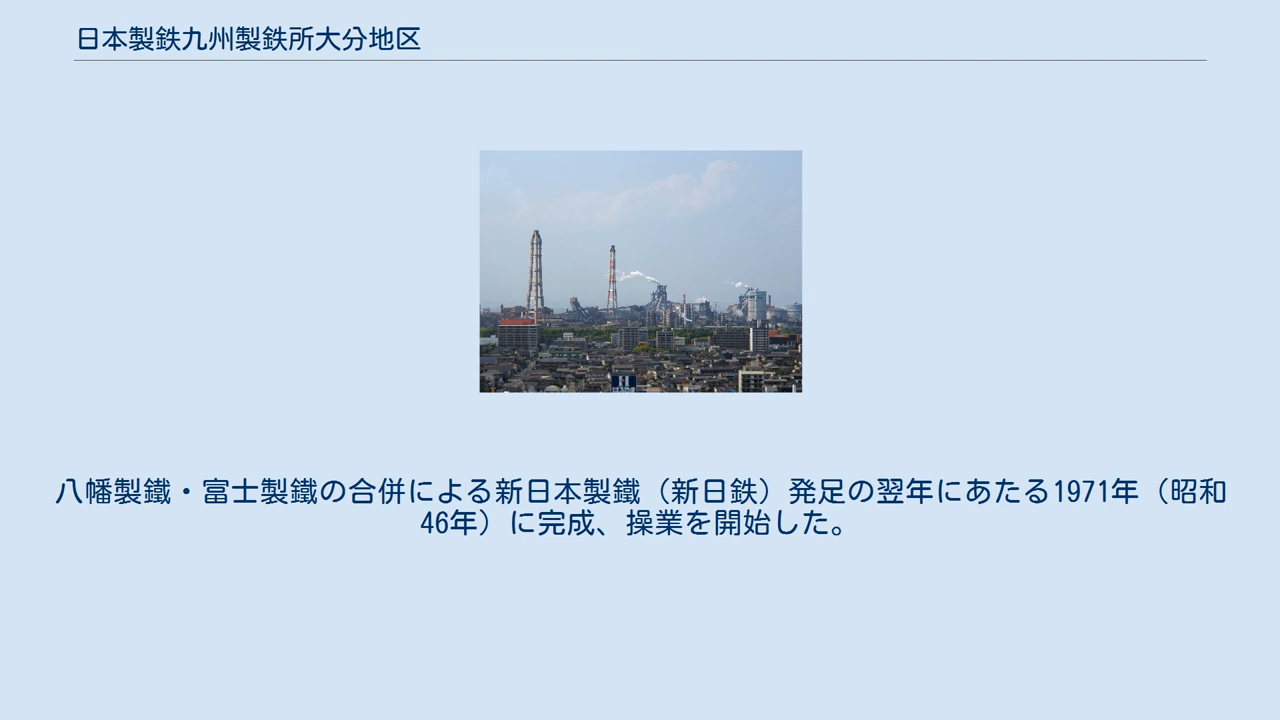 日本製鉄九州製鉄所大分地区
八幡製鐵・富士製鐵の合併による新日本製鐵（新日鉄）発足の翌年にあたる1971年（昭和
46年）に完成、操業を開始した。